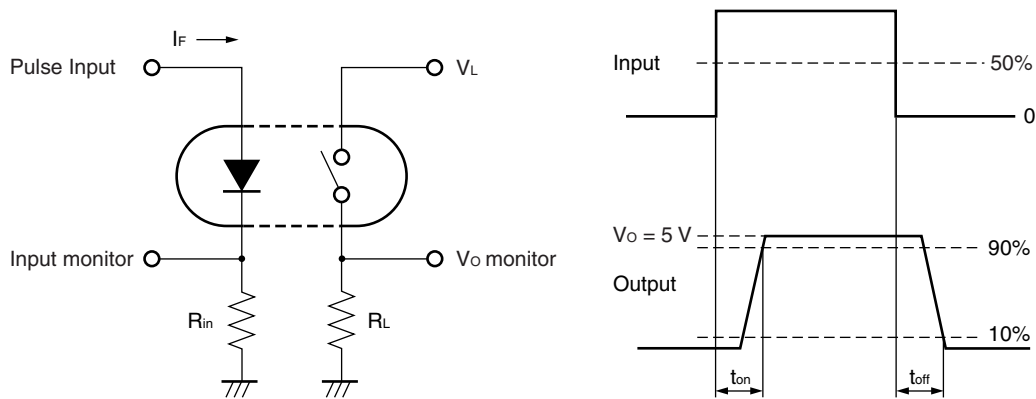 IF
Pulse Input
VL
Input monitor
VO monitor
Rin
RL
Input
50%
0
VO = 5 V
90%
Output
10%
ton
toff